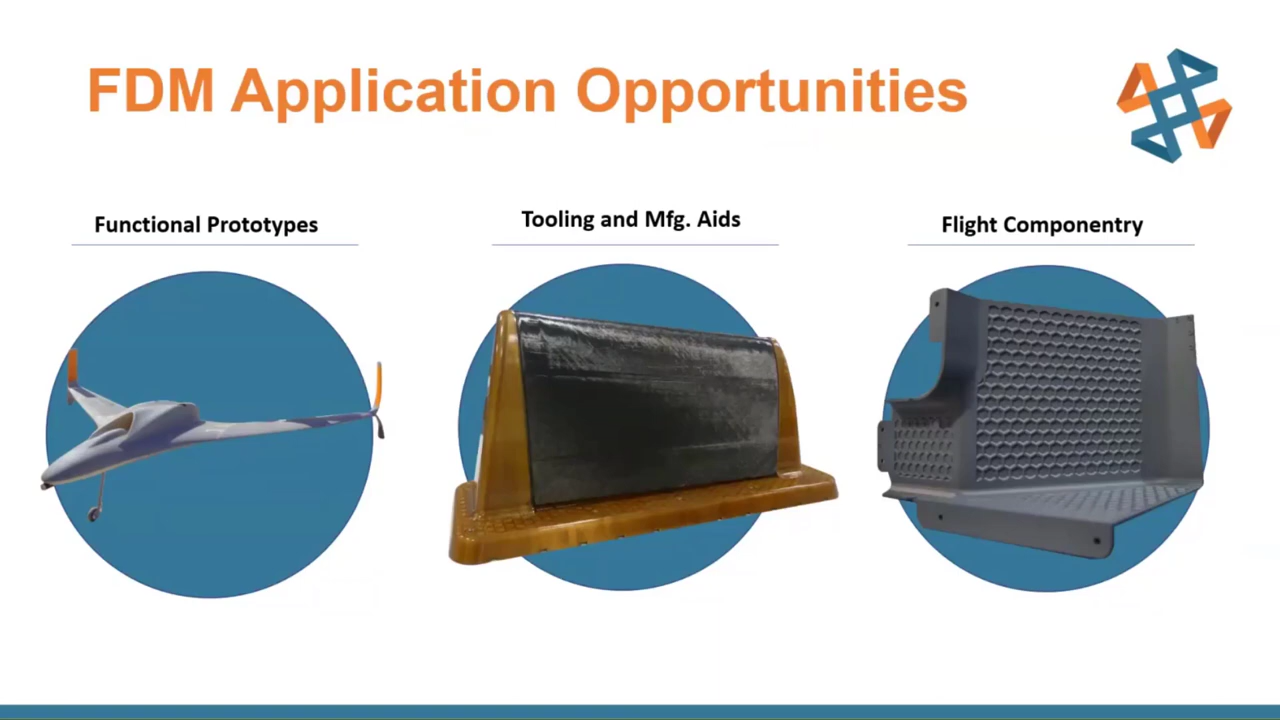 FDM Application Opportunities
Functional Prototypes
Tooling and Mfg. Aids
Flight Componentry